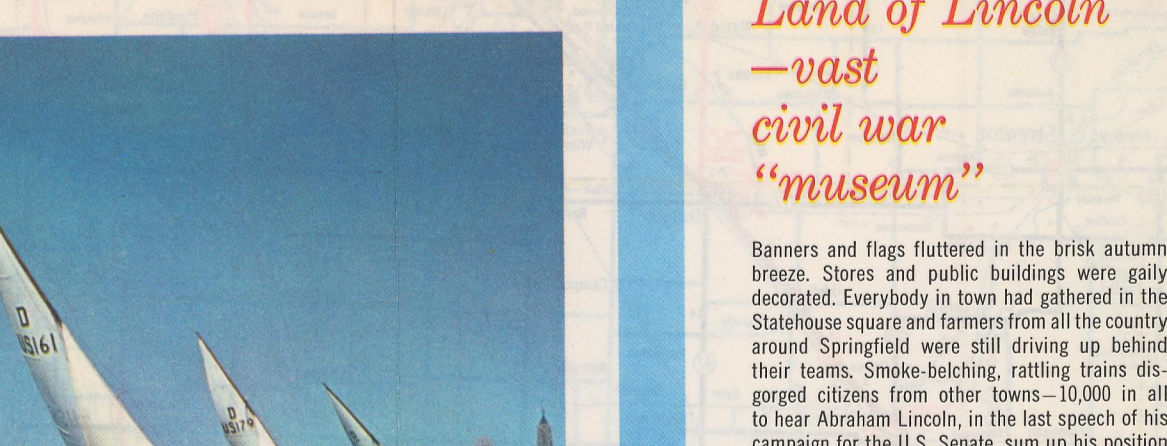 Land of Lincoln
—vast
civil war
“museum”
Banners and flags fluttered in the brisk autumn
breeze. Stores and public buildings were gaily
decorated. Everybody in town had gathered in the
Statehouse square and farmers from all the country
around Springfield were still driving up behind
their teams. Smoke-belching, rattling trains dis-
gorged citizens from other towns—10,000 in all
to hear Abraham Lincoln, in the last speech of his
campaign for the U.S. Senate, sum up his position
D
US161
D
US179
D